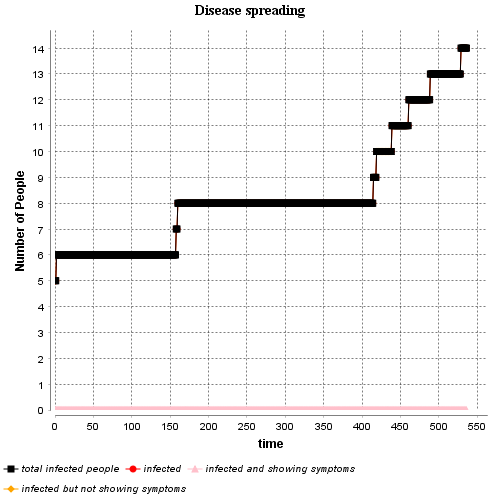 Disease spreading
Number of People
14
13
12
11
10
9
8
7
6
5
4
3
2
1
0
0 50 100 150 200 250 300 350 400 450 500 550
time
total infected people infected infected and showing symptoms
infected but not showing symptoms